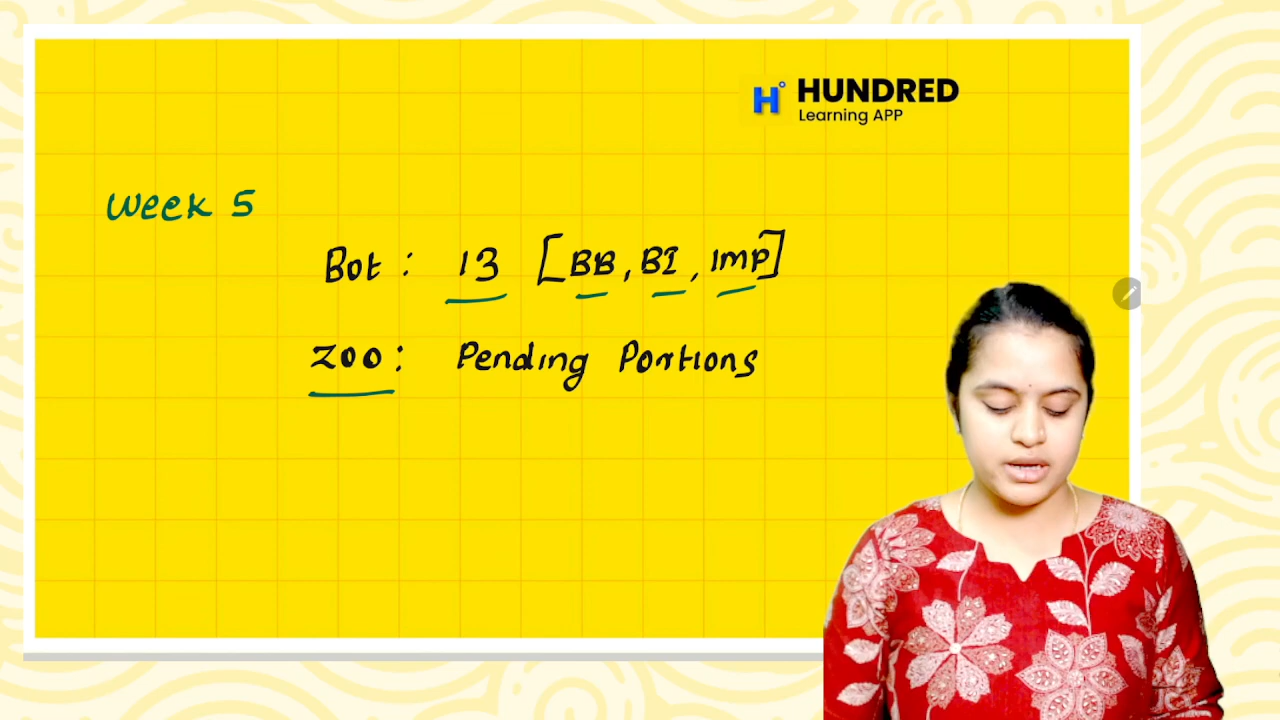 HUNDRED
Learning APP
Week 5
Bot : 13 [BB, BI, IMP]
Zoo : Pending Portions